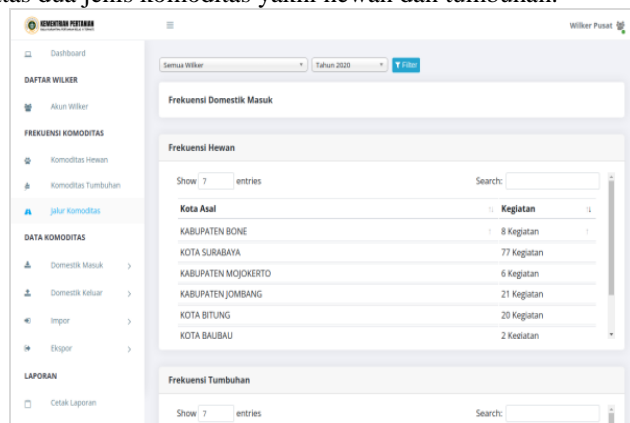 dua jenis komoditas yakni hewan dan tumbuhan.
KEMENTRIAN PERTANIAN
Wilker Pusat
Dashboard
DAFTAR WILKER
Akun Wilker
FREKUENSI KOMODITAS
Komoditas Hewan
Komoditas Tumbuhan
Jalur Komoditas
DATA KOMODITAS
Domestik Masuk
Domestik Keluar
Impor
Ekspor
LAPORAN
Cetak Laporan
Semua Wilker Tahun 2020 Filter
Frekuensi Domestik Masuk
Frekuensi Hewan
Show 7 entries Search:
Kota Asal Kegiatan
KABUPATEN BONE 8 Kegiatan
KOTA SURABAYA 77 Kegiatan
KABUPATEN MOJOKERTO 6 Kegiatan
KABUPATEN JOMBANG 21 Kegiatan
KOTA BITUNG 20 Kegiatan
KOTA BAUBAU 2 Kegiatan
Frekuensi Tumbuhan
Show 7 entries Search: